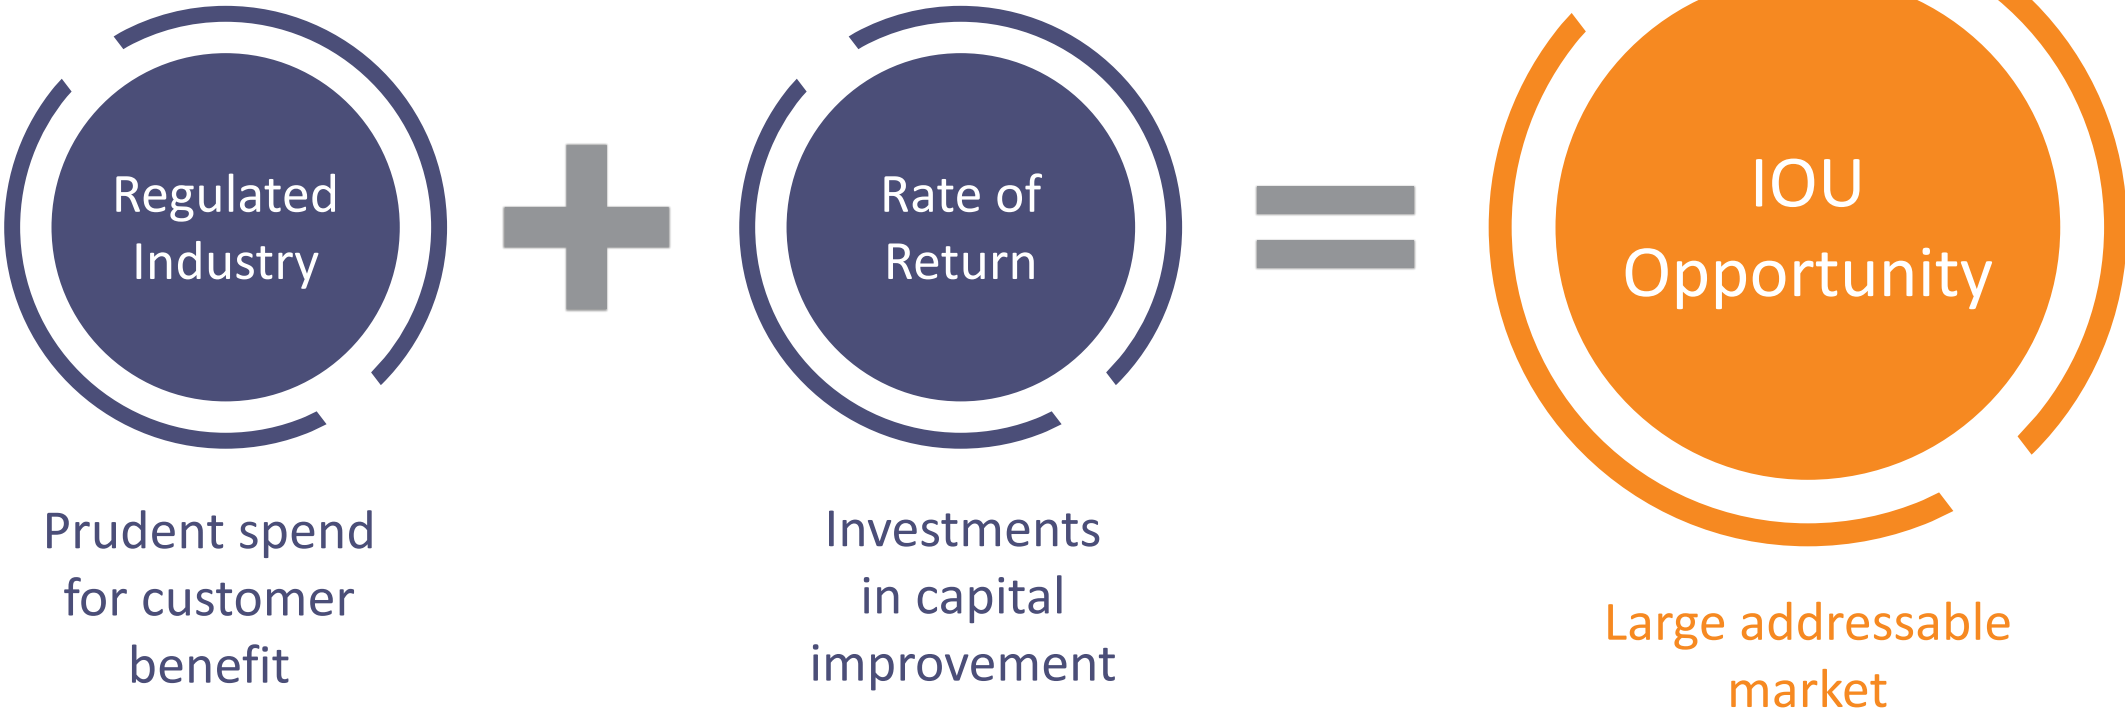 Regulated
Industry
Rate of
Return
IOU
Opportunity
Prudent spend
for customer
benefit
Investments
in capital
improvement
Large addressable
market